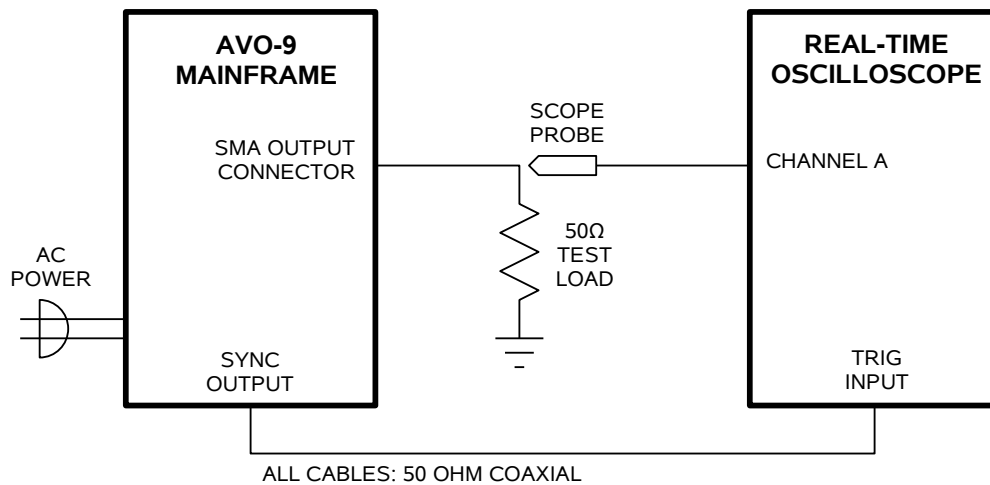 AVO-9
MAINFRAME
REAL-TIME
OSCILLOSCOPE
SCOPE
PROBE
SMA OUTPUT
CONNECTOR
CHANNEL A
50Ω
TEST
LOAD
AC
POWER
SYNC
OUTPUT
TRIG
INPUT
ALL CABLES: 50 OHM COAXIAL